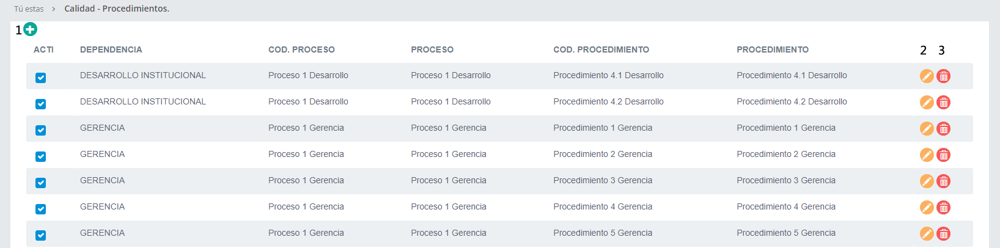 Tú estas > Calidad - Procedimientos.
1
ACTI DEPENDENCIA COD. PROCESO PROCESO COD. PROCEDIMIENTO PROCEDIMIENTO 2 3
DESARROLLO INSTITUCIONAL Proceso 1 Desarrollo Proceso 1 Desarrollo Procedimiento 4.1 Desarrollo Procedimiento 4.1 Desarrollo
DESARROLLO INSTITUCIONAL Proceso 1 Desarrollo Proceso 1 Desarrollo Procedimiento 4.2 Desarrollo Procedimiento 4.2 Desarrollo
GERENCIA Proceso 1 Gerencia Proceso 1 Gerencia Procedimiento 1 Gerencia Procedimiento 1 Gerencia
GERENCIA Proceso 1 Gerencia Proceso 1 Gerencia Procedimiento 2 Gerencia Procedimiento 2 Gerencia
GERENCIA Proceso 1 Gerencia Proceso 1 Gerencia Procedimiento 3 Gerencia Procedimiento 3 Gerencia
GERENCIA Proceso 1 Gerencia Proceso 1 Gerencia Procedimiento 4 Gerencia Procedimiento 4 Gerencia
GERENCIA Proceso 1 Gerencia Proceso 1 Gerencia Procedimiento 5 Gerencia Procedimiento 5 Gerencia